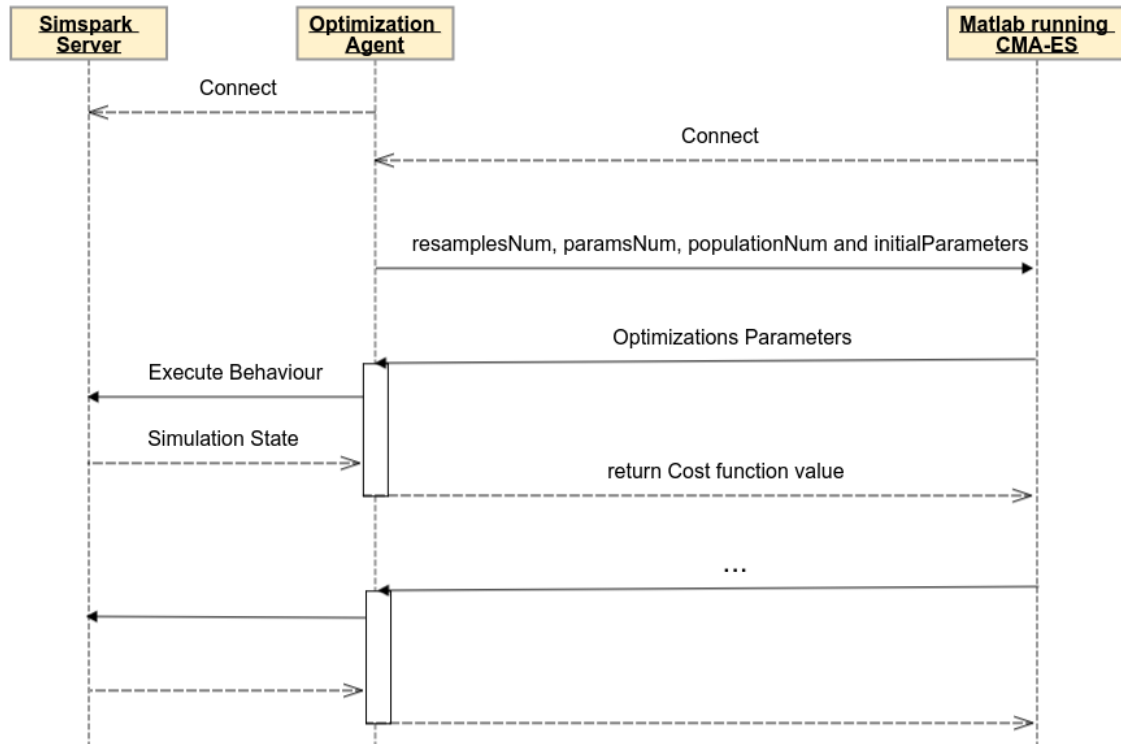 Simspark
Server
Optimization
Agent
Matlab running
CMA-ES
Connect
Connect
resamplesNum, paramsNum, populationNum and initialParameters
Optimizations Parameters
Execute Behaviour
Simulation State
return Cost function value
...